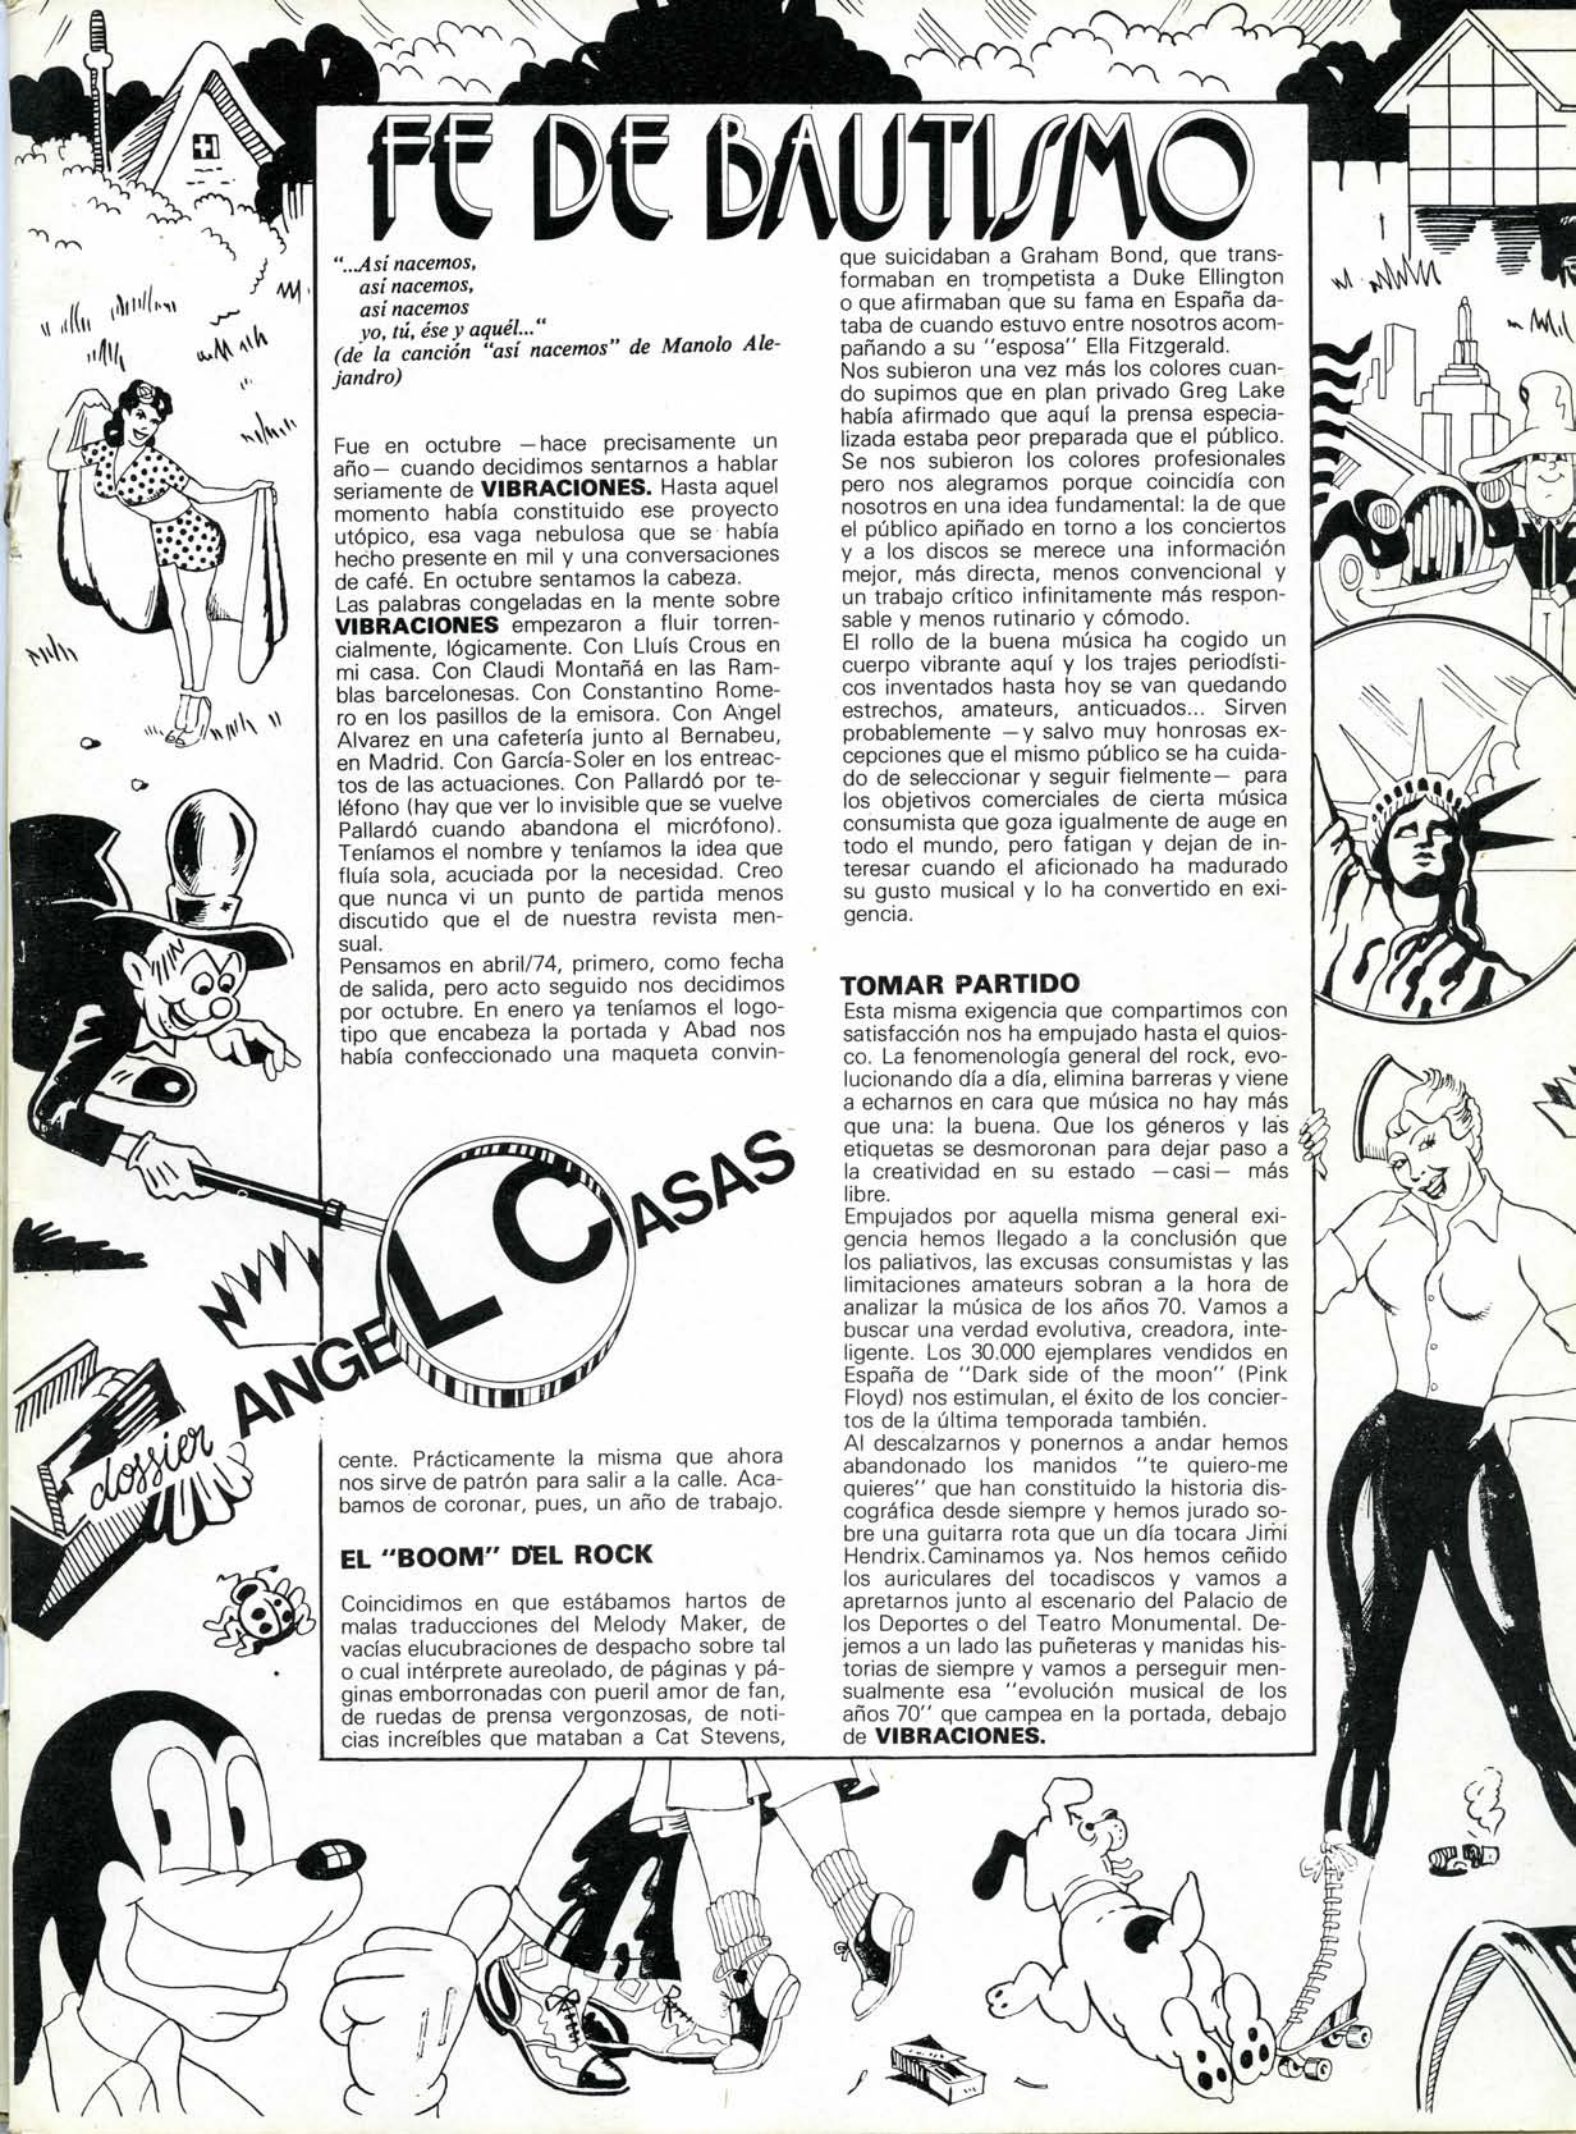 FE DE BAUTISMO
“...Así nacemos,
así nacemos,
así nacemos
yo, tú, ése y aquél...“
(de la canción “así nacemos” de Manolo Ale-
jandro)
Fue en octubre —hace precisamente un
año— cuando decidimos sentarnos a hablar
seriamente de VIBRACIONES. Hasta aquel
momento había constituido ese proyecto
utópico, esa vaga nebulosa que se había
hecho presente en mil y una conversaciones
de café. En octubre sentamos la cabeza.
Las palabras congeladas en la mente sobre
VIBRACIONES empezaron a fluir torren-
cialmente, lógicamente. Con Lluís Crous en
mi casa. Con Claudi Montañá en las Ram-
blas barcelonesas. Con Constantino Rome-
ro en los pasillos de la emisora. Con Angel
Alvarez en una cafetería junto al Bernabeu,
en Madrid. Con García-Soler en los entreac-
tos de las actuaciones. Con Pallardó por te-
léfono (hay que ver lo invisible que se vuelve
Pallardó cuando abandona el micrófono).
Teníamos el nombre y teníamos la idea que
fluía sola, acuciada por la necesidad. Creo
que nunca vi un punto de partida menos
discutido que el de nuestra revista men-
sual.
Pensamos en abril/74, primero, como fecha
de salida, pero acto seguido nos decidimos
por octubre. En enero ya teníamos el logo-
tipo que encabeza la portada y Abad nos
había confeccionado una maqueta convin-
dossier ANGEL CASAS
cente. Prácticamente la misma que ahora
nos sirve de patrón para salir a la calle. Aca-
bamos de coronar, pues, un año de trabajo.
EL “BOOM” DEL ROCK
Coincidimos en que estábamos hartos de
malas traducciones del Melody Maker, de
vacías elucubraciones de despacho sobre tal
o cual intérprete aureolado, de páginas y pá-
ginas emborronadas con pueril amor de fan,
de ruedas de prensa vergonzosas, de noti-
cias increíbles que mataban a Cat Stevens,
que suicidaban a Graham Bond, que trans-
formaban en trompetista a Duke Ellington
o que afirmaban que su fama en España da-
taba de cuando estuvo entre nosotros acom-
pañando a su “esposa” Ella Fitzgerald.
Nos subieron una vez más los colores cuan-
do supimos que en plan privado Greg Lake
había afirmado que aquí la prensa especia-
lizada estaba peor preparada que el público.
Se nos subieron los colores profesionales
pero nos alegramos porque coincidía con
nosotros en una idea fundamental: la de que
el público apiñado en torno a los conciertos
y a los discos se merece una información
mejor, más directa, menos convencional y
un trabajo crítico infinitamente más respon-
sable y menos rutinario y cómodo.
El rollo de la buena música ha cogido un
cuerpo vibrante aquí y los trajes periodísti-
cos inventados hasta hoy se van quedando
estrechos, amateurs, anticuados... Sirven
probablemente —y salvo muy honrosas ex-
cepciones que el mismo público se ha cuida-
do de seleccionar y seguir fielmente— para
los objetivos comerciales de cierta música
consumista que goza igualmente de auge en
todo el mundo, pero fatigan y dejan de in-
teresar cuando el aficionado ha madurado
su gusto musical y lo ha convertido en exi-
gencia.
TOMAR PARTIDO
Esta misma exigencia que compartimos con
satisfacción nos ha empujado hasta el quios-
co. La fenomenología general del rock, evo-
lucionando día a día, elimina barreras y viene
a echarnos en cara que música no hay más
que una: la buena. Que los géneros y las
etiquetas se desmoronan para dejar paso a
la creatividad en su estado —casi— más
libre.
Empujados por aquella misma general exi-
gencia hemos llegado a la conclusión que
los paliativos, las excusas consumistas y las
limitaciones amateurs sobran a la hora de
analizar la música de los años 70. Vamos a
buscar una verdad evolutiva, creadora, inte-
ligente. Los 30.000 ejemplares vendidos en
España de “Dark side of the moon” (Pink
Floyd) nos estimulan, el éxito de los concier-
tos de la última temporada también.
Al descalzarnos y ponernos a andar hemos
abandonado los manidos “te quiero-me
quieres” que han constituido la historia dis-
cográfica desde siempre y hemos jurado so-
bre una guitarra rota que un día tocara Jimi
Hendrix. Caminamos ya. Nos hemos ceñido
los auriculares del tocadiscos y vamos a
apretarnos junto al escenario del Palacio de
los Deportes o del Teatro Monumental. De-
jemos a un lado las puñeteras y manidas his-
torias de siempre y vamos a perseguir men-
sualmente esa “evolución musical de los
años 70” que campea en la portada, debajo
de VIBRACIONES.